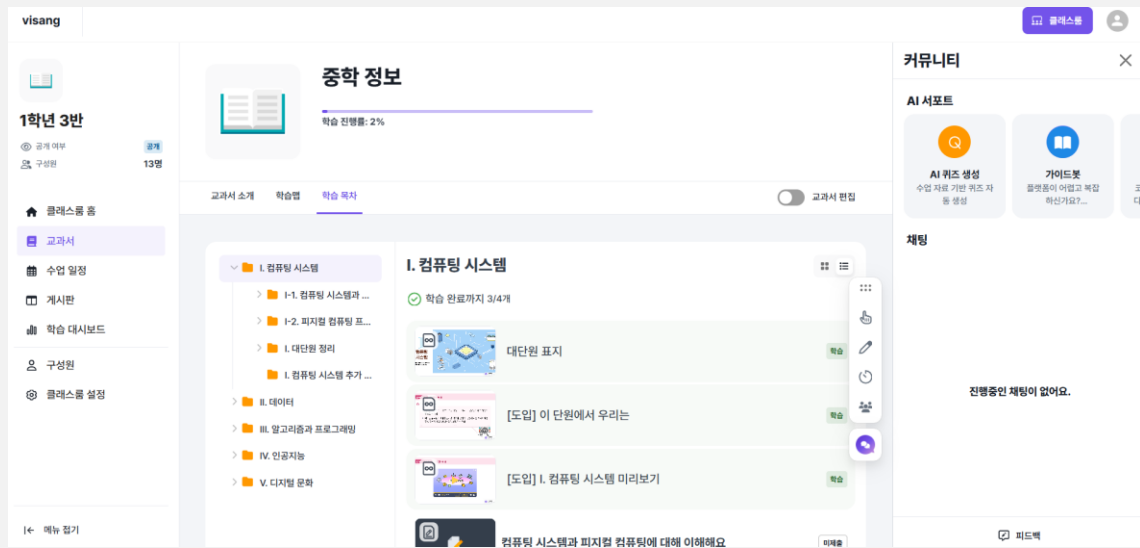 visang
클래스룸
1학년 3반
공개 여부
공개
구성원
13명
클래스룸 홈
교과서
수업 일정
게시판
학습 대시보드
구성원
클래스룸 설정
메뉴 접기
중학 정보
학습 진행률: 2%
교과서 소개
학습맵
학습 목차
교과서 편집
I. 컴퓨팅 시스템
I-1. 컴퓨팅 시스템과 ...
I-2. 피지컬 컴퓨팅 프...
I. 대단원 정리
I. 컴퓨팅 시스템 추가 ...
II. 데이터
III. 알고리즘과 프로그래밍
IV. 인공지능
V. 디지털 문화
I. 컴퓨팅 시스템
학습 완료까지 3/4개
대단원 표지
학습
[도입] 이 단원에서 우리는
학습
[도입] I. 컴퓨팅 시스템 미리보기
학습
컴퓨팅 시스템과 피지컬 컴퓨팅에 대해 이해해요
미제출
커뮤니티
AI 서포트
AI 퀴즈 생성
수업 자료 기반 퀴즈 자
동 생성
가이드봇
플랫폼이 어렵고 복잡
하신가요?...
채팅
진행중인 채팅이 없어요.
피드백